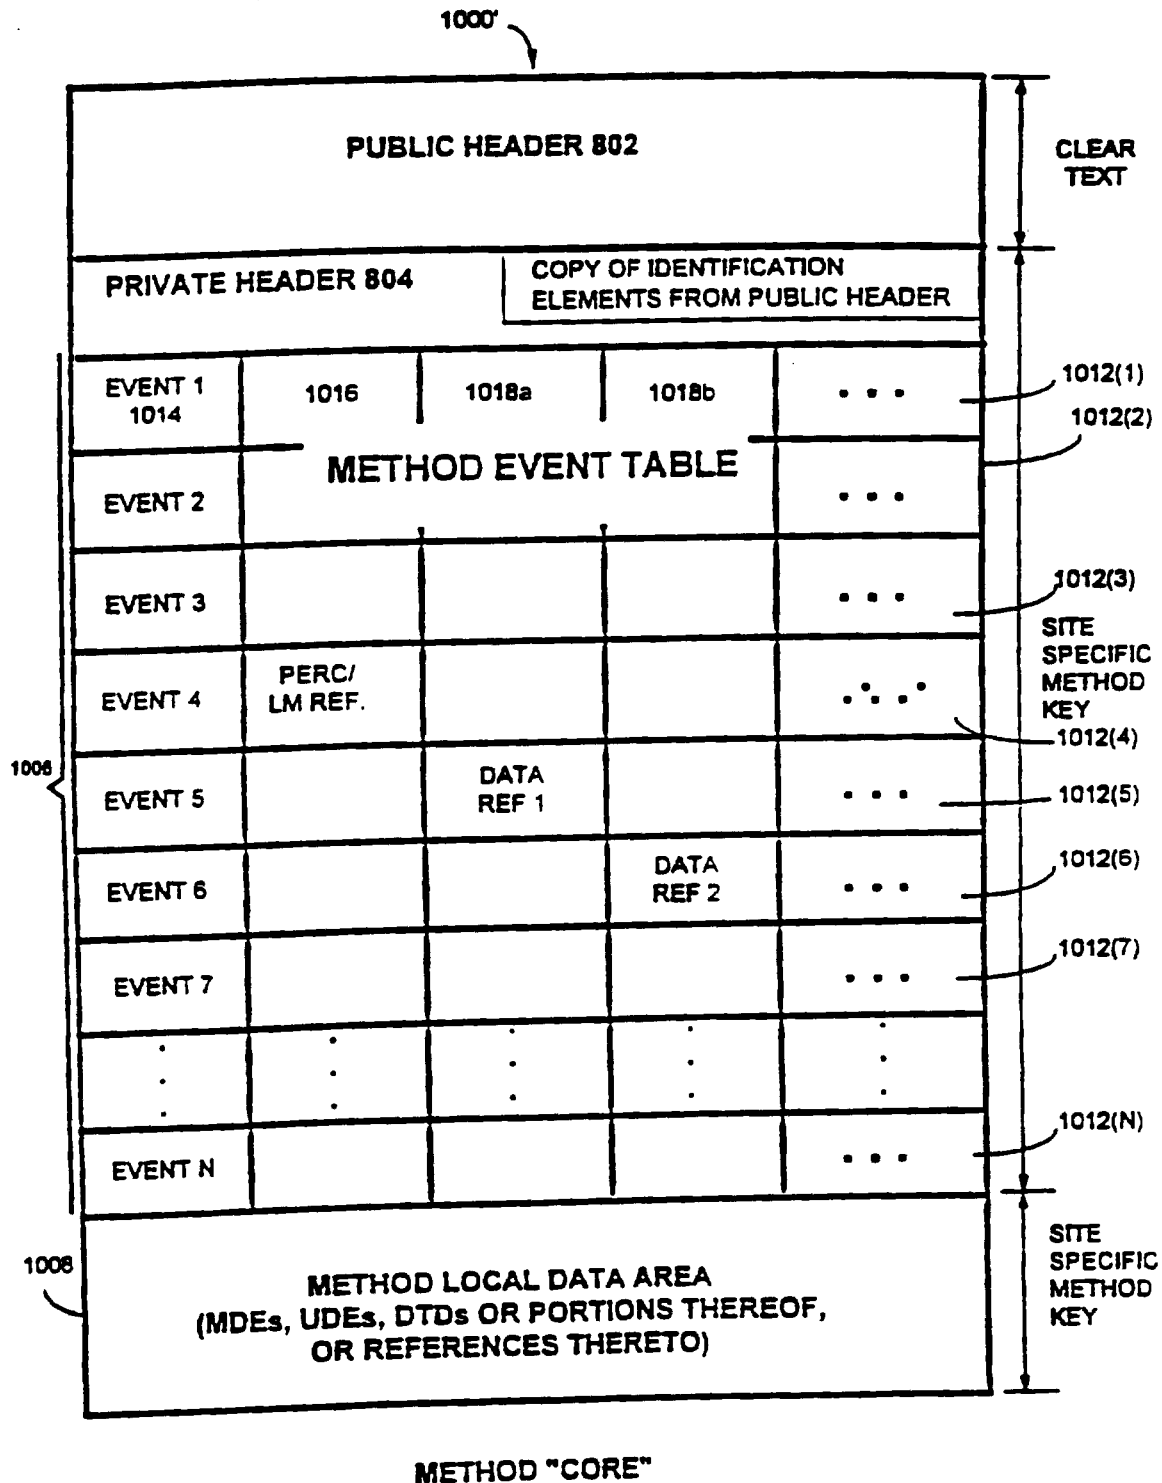 1000'
PUBLIC HEADER 802
CLEAR
TEXT
PRIVATE HEADER 804
COPY OF IDENTIFICATION
ELEMENTS FROM PUBLIC HEADER
EVENT 1
1014
1016
1018a
1018b
• • •
1012(1)
1012(2)
METHOD EVENT TABLE
EVENT 2
• • •
EVENT 3
• • •
1012(3)
SITE
SPECIFIC
METHOD
KEY
EVENT 4
PERC/
LM REF.
1012(4)
1006
EVENT 5
DATA
REF 1
• • •
1012(5)
EVENT 6
DATA
REF 2
• • •
1012(6)
EVENT 7
• • •
1012(7)
EVENT N
• • •
1012(N)
1008
METHOD LOCAL DATA AREA
(MDEs, UDEs, DTDs OR PORTIONS THEREOF,
OR REFERENCES THERETO)
SITE
SPECIFIC
METHOD
KEY
METHOD "CORE"